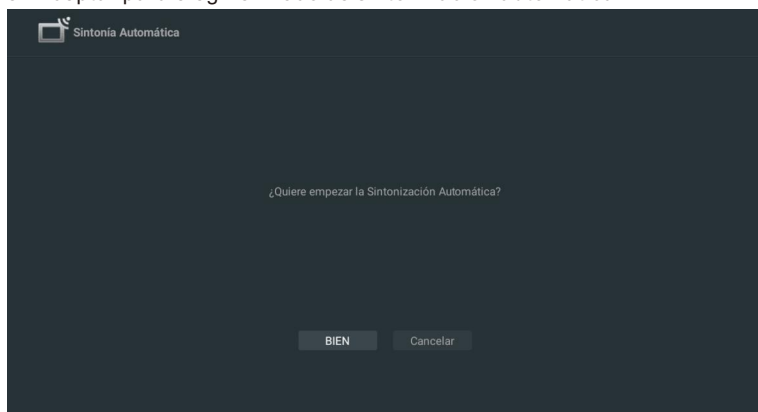 Sintonía Automática
¿Quiere empezar la Sintonización Automática?
BIEN
Cancelar